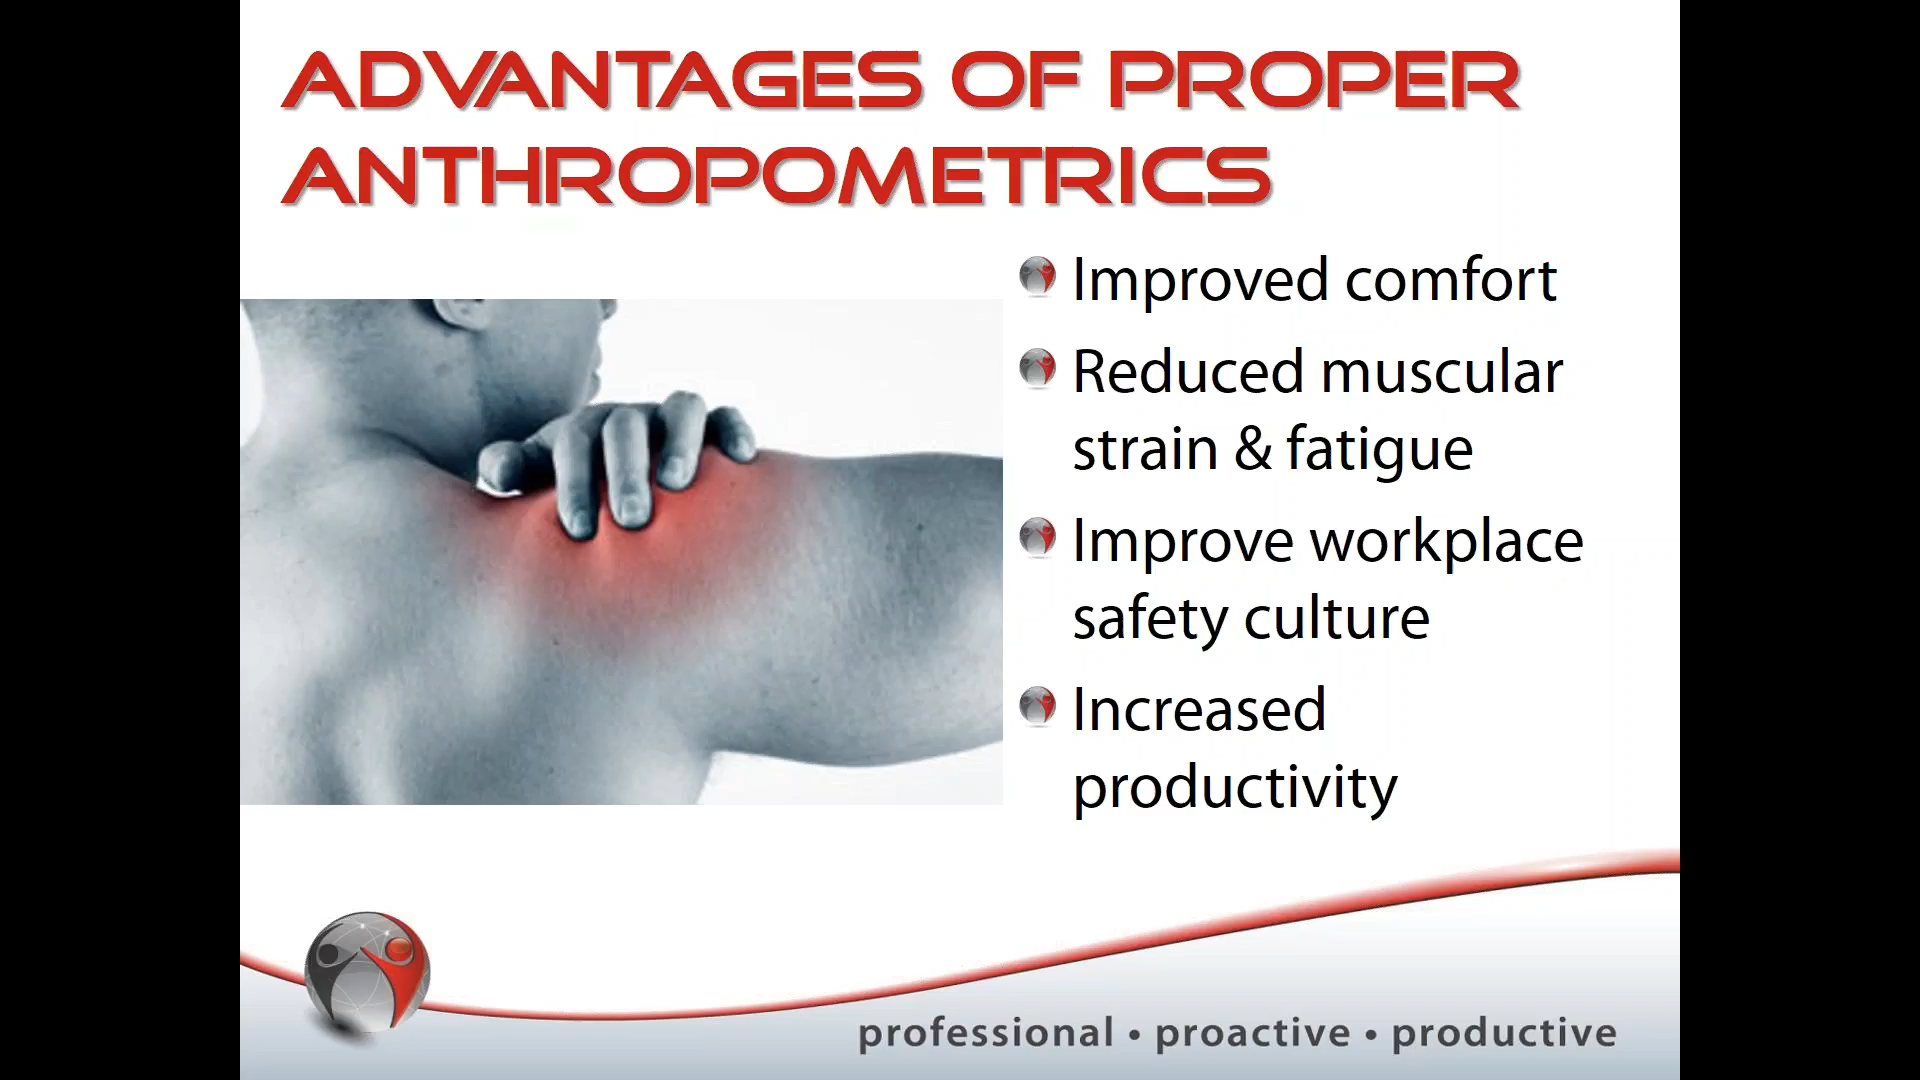 ADVANTAGES OF PROPER
ANTHROPOMETRICS
Improved comfort
Reduced muscular
strain & fatigue
Improve workplace
safety culture
Increased
productivity
professional • proactive • productive